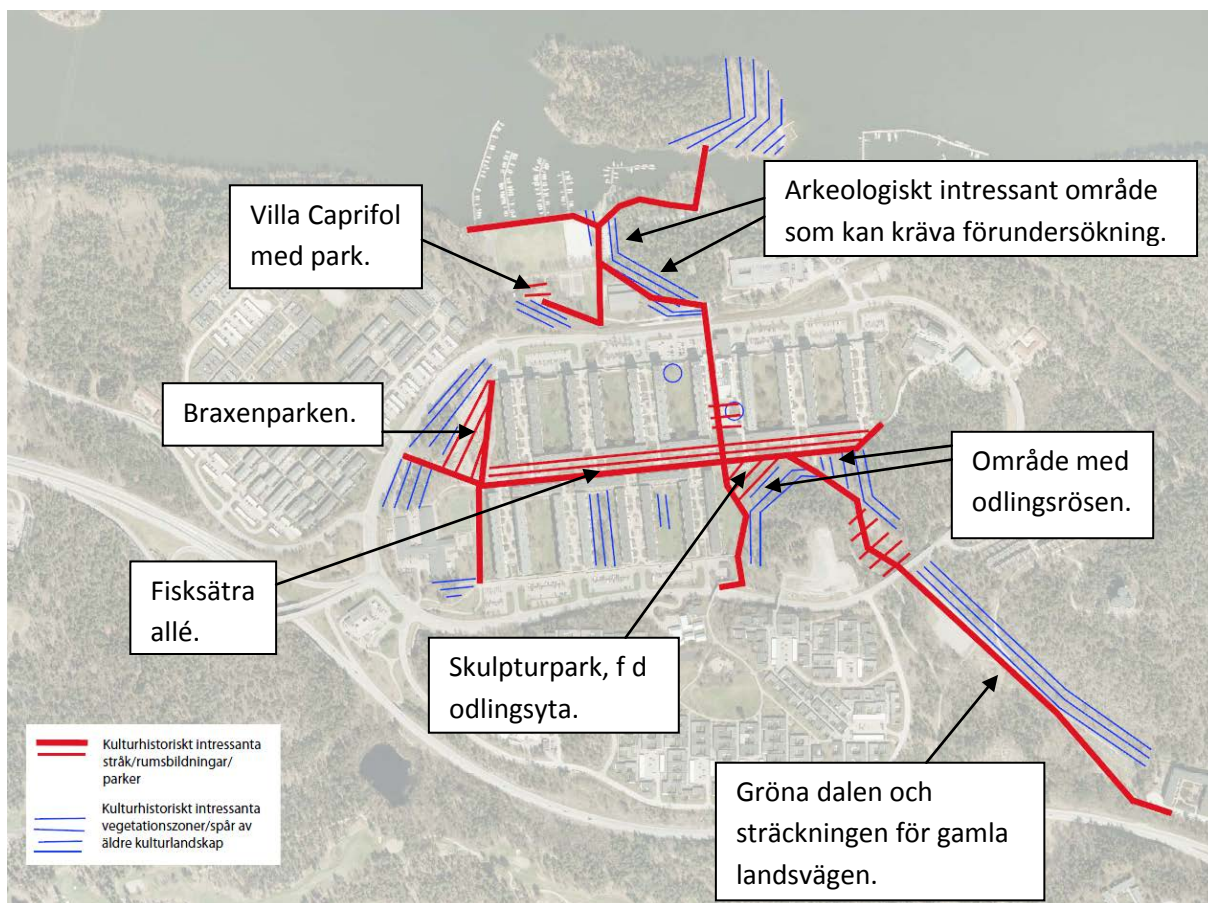 Villa Caprifol
med park.
Arkeologiskt intressant område
som kan kräva förundersökning.
Braxenparken.
Område med
odlingsrösen.
Fisksätra
allé.
Skulpturpark, f d
odlingsyta.
Gröna dalen och
sträckningen för gamla
landsvägen.
Kulturhistoriskt intressanta
stråk/rumsbildningar/
parker
Kulturhistoriskt intressanta
vegetationszoner/spår av
äldre kulturlandskap